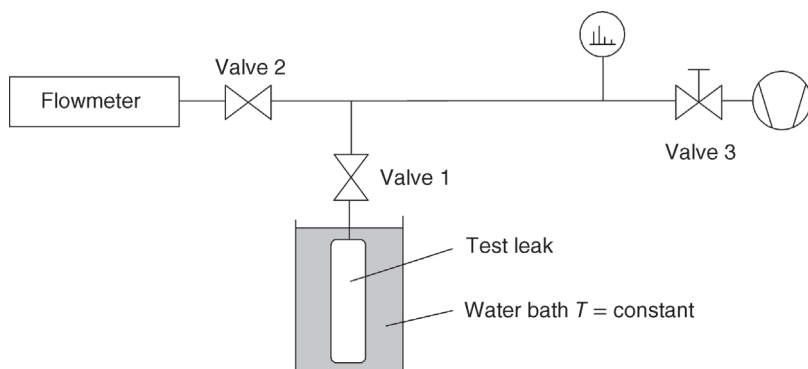 Valve 2
Flowmeter
Valve 3
Valve 1
Test leak
Water bath T = constant